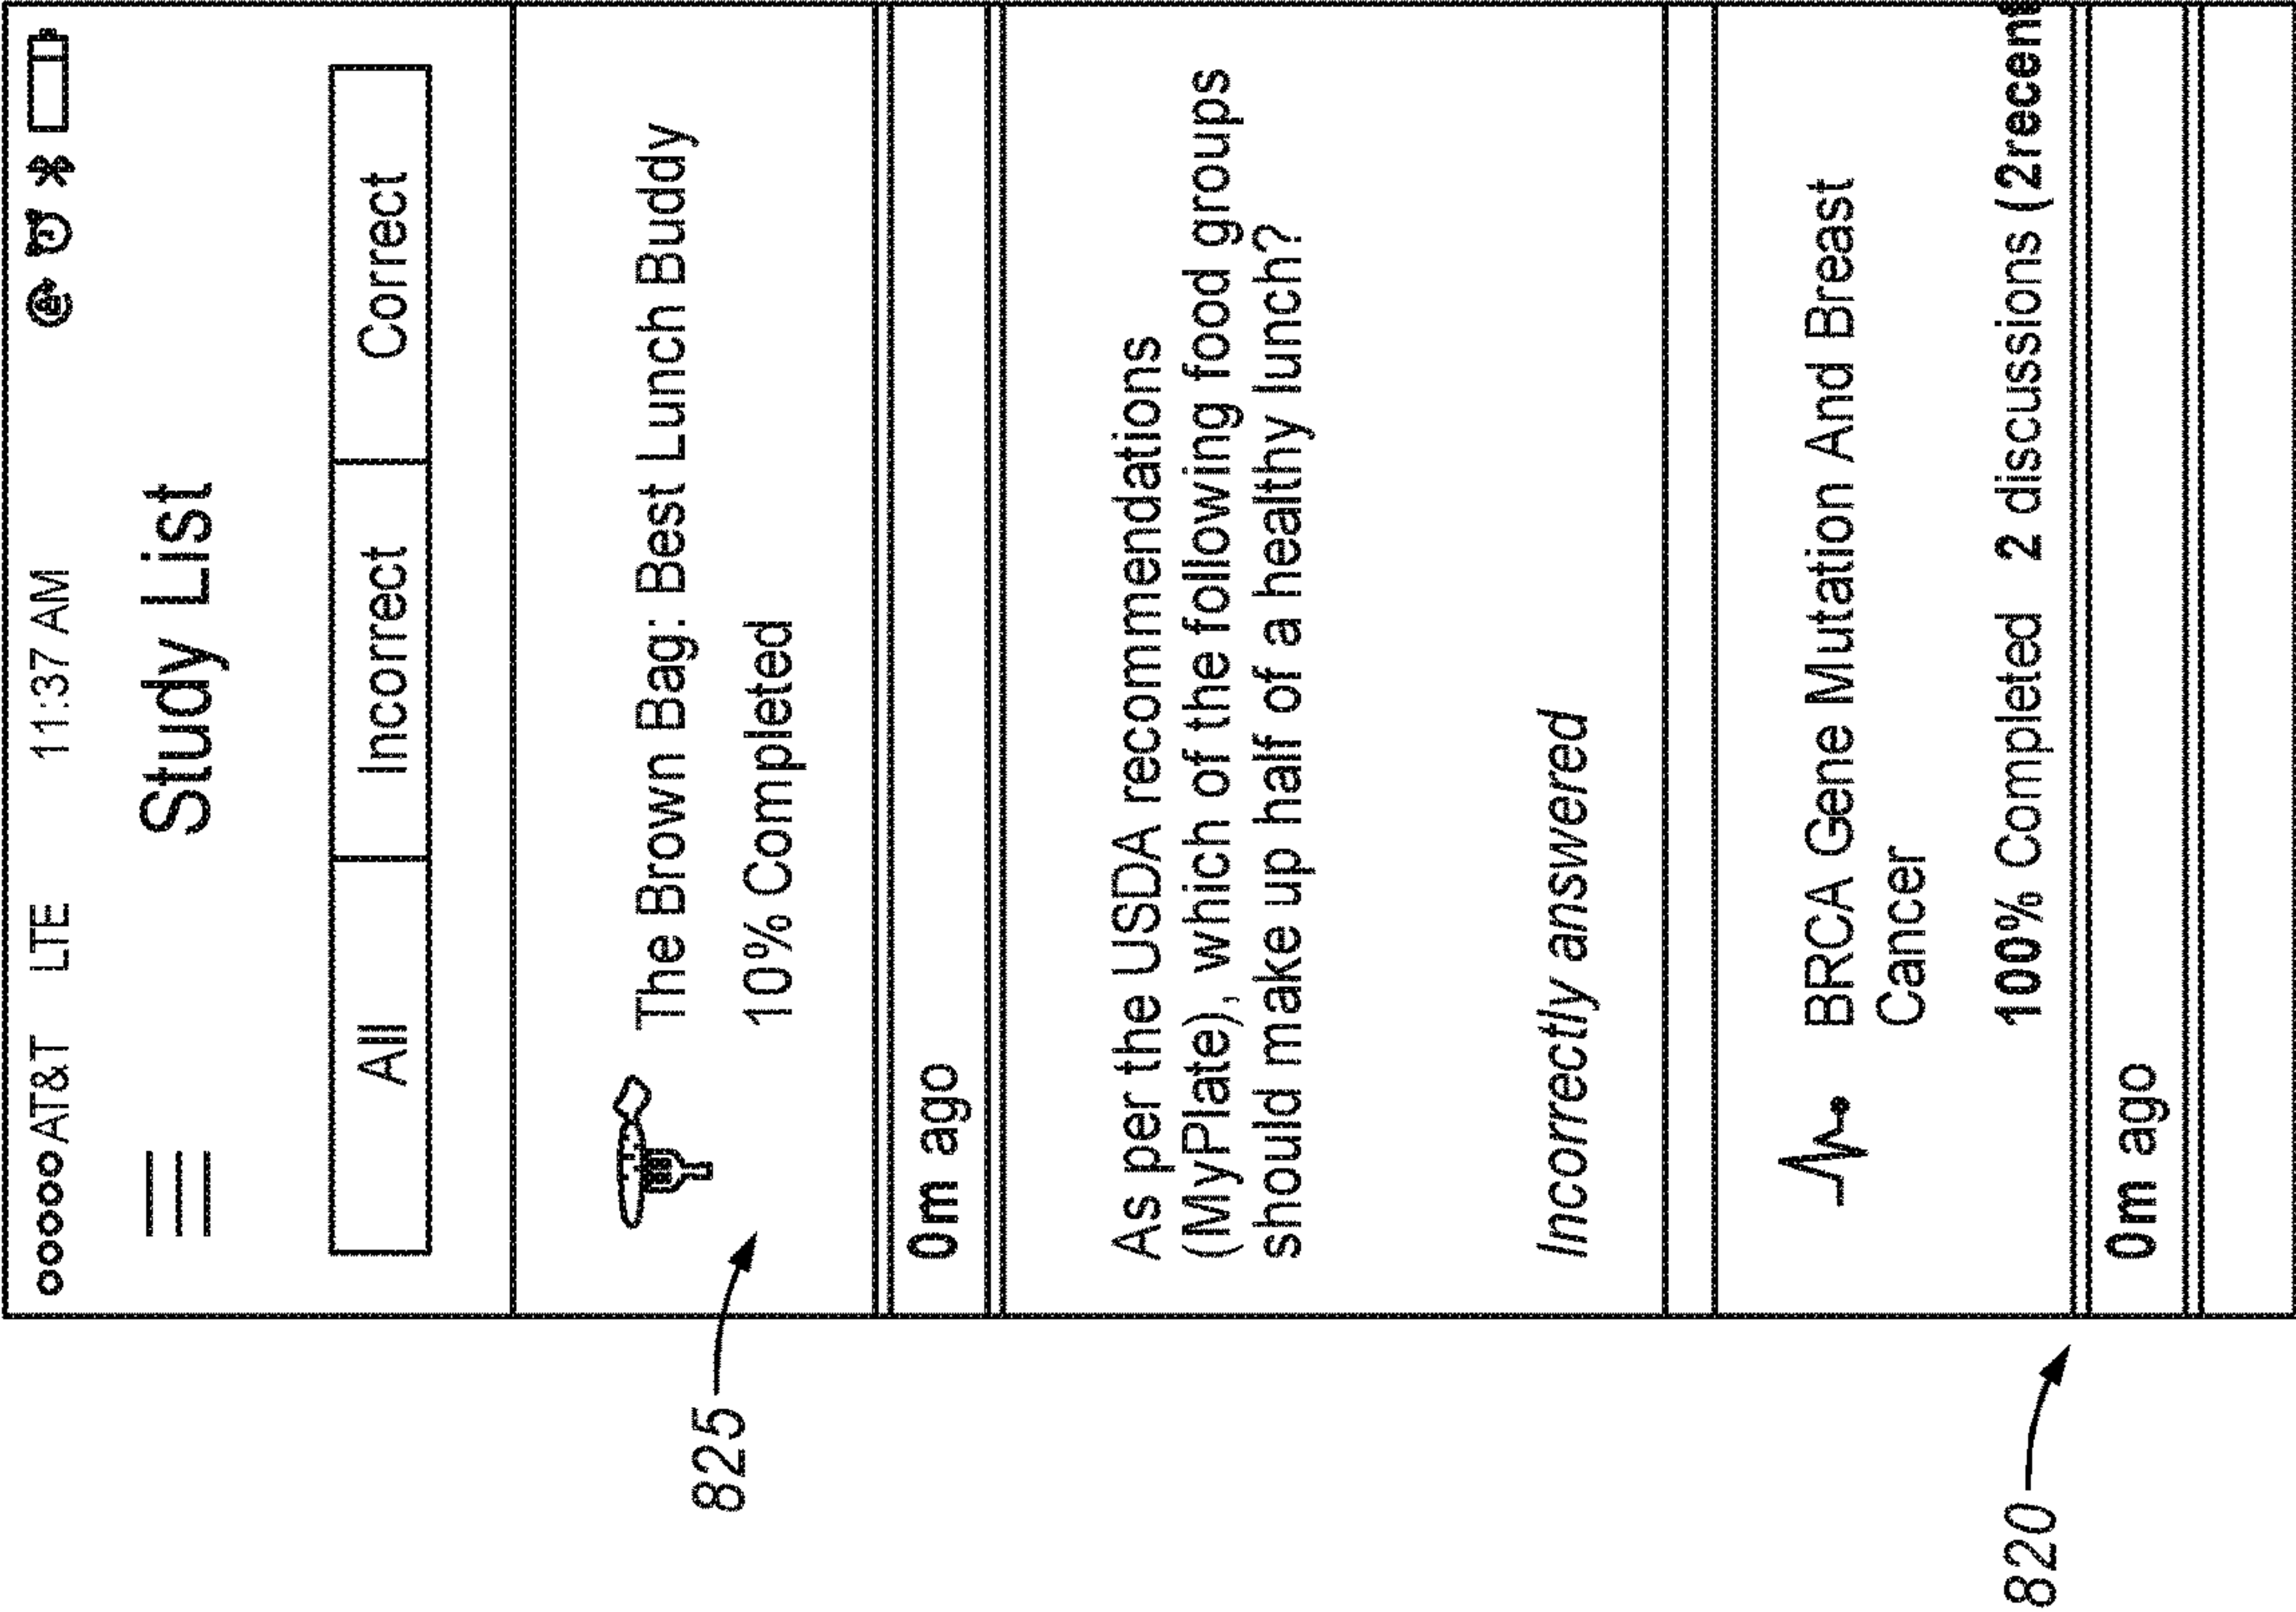 AT&T LTE 11:37 AM
Study List
All Incorrect Correct
The Brown Bag: Best Lunch Buddy
10% Completed
825
0m ago
As per the USDA recommendations
(MyPlate), which of the following food groups
should make up half of a healthy lunch?
Incorrectly answered
BRCA Gene Mutation And Breast
Cancer
100% Completed 2 discussions (2recent
820
0m ago